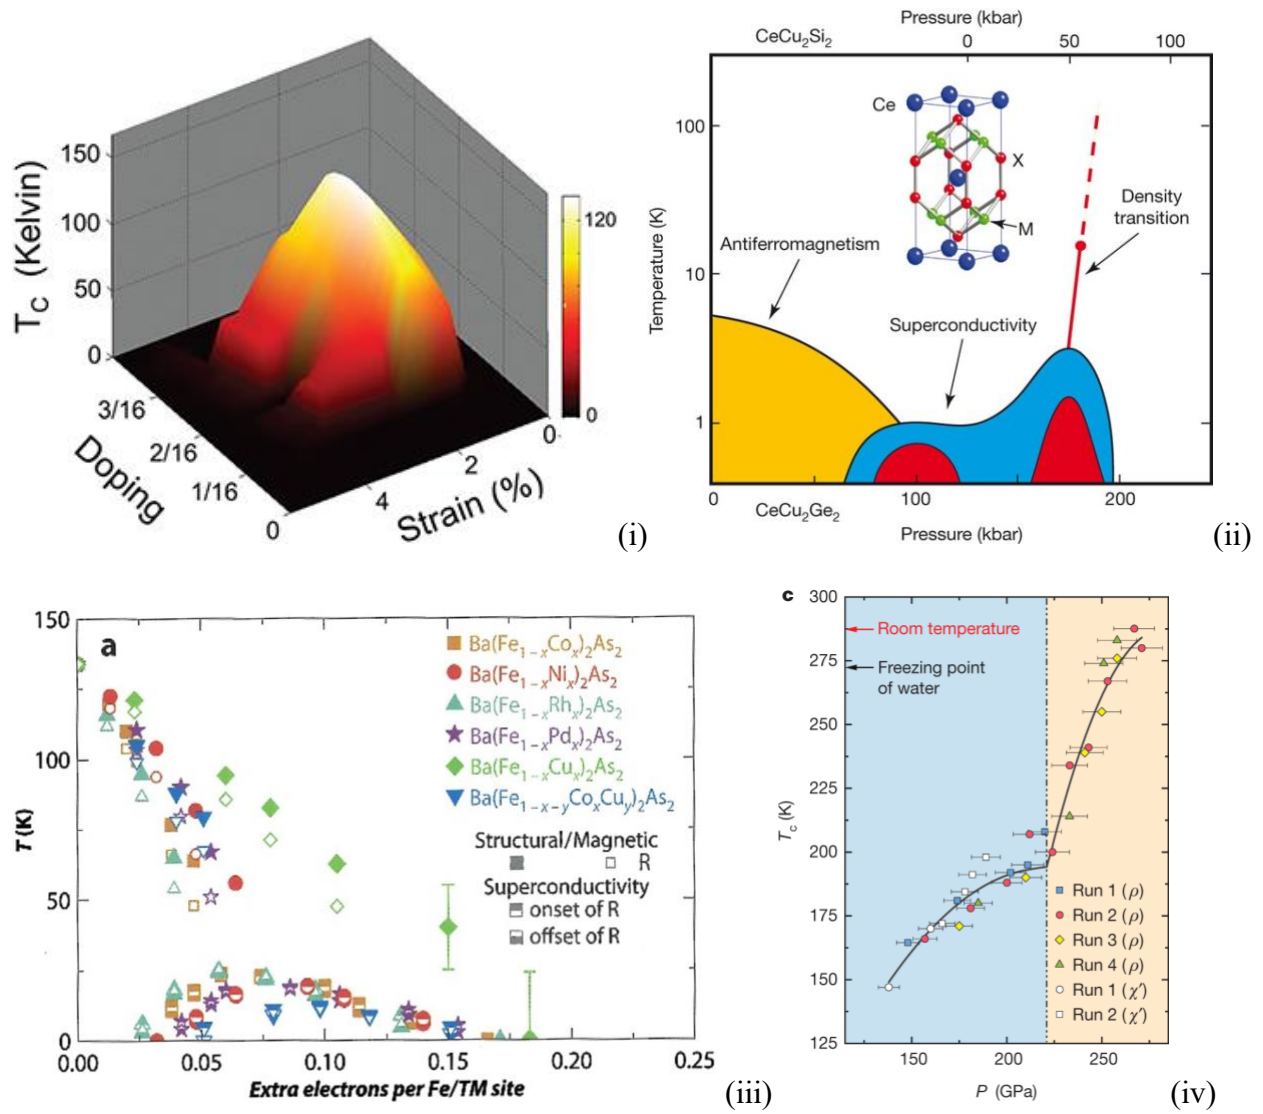 T_C (Kelvin)
150
100
50
0
3/16
2/16
1/16
0
Doping
4
2
0
Strain (%)
120
0
(i)
Pressure (kbar)
CeCu₂Si₂
0
50
100
Temperature (K)
100
10
1
Ce
X
M
Density
transition
Antiferromagnetism
Superconductivity
0
100
200
CeCu₂Ge₂
Pressure (kbar)
(ii)
a
T (K)
150
100
50
0
Ba(Fe₁₋ₓCoₓ)₂As₂
Ba(Fe₁₋ₓNiₓ)₂As₂
Ba(Fe₁₋ₓRhₓ)₂As₂
Ba(Fe₁₋ₓPdₓ)₂As₂
Ba(Fe₁₋ₓCuₓ)₂As₂
Ba(Fe_{1-x-y}Co_xCu_y)₂As₂
Structural/Magnetic
R
Superconductivity
onset of R
offset of R
0.00
0.05
0.10
0.15
0.20
0.25
Extra electrons per Fe/TM site
(iii)
c
T_c (K)
300
275
250
225
200
175
150
125
Room temperature
Freezing point
of water
Run 1 (ρ)
Run 2 (ρ)
Run 3 (ρ)
Run 4 (ρ)
Run 1 (χ′)
Run 2 (χ′)
150
200
250
P (GPa)
(iv)